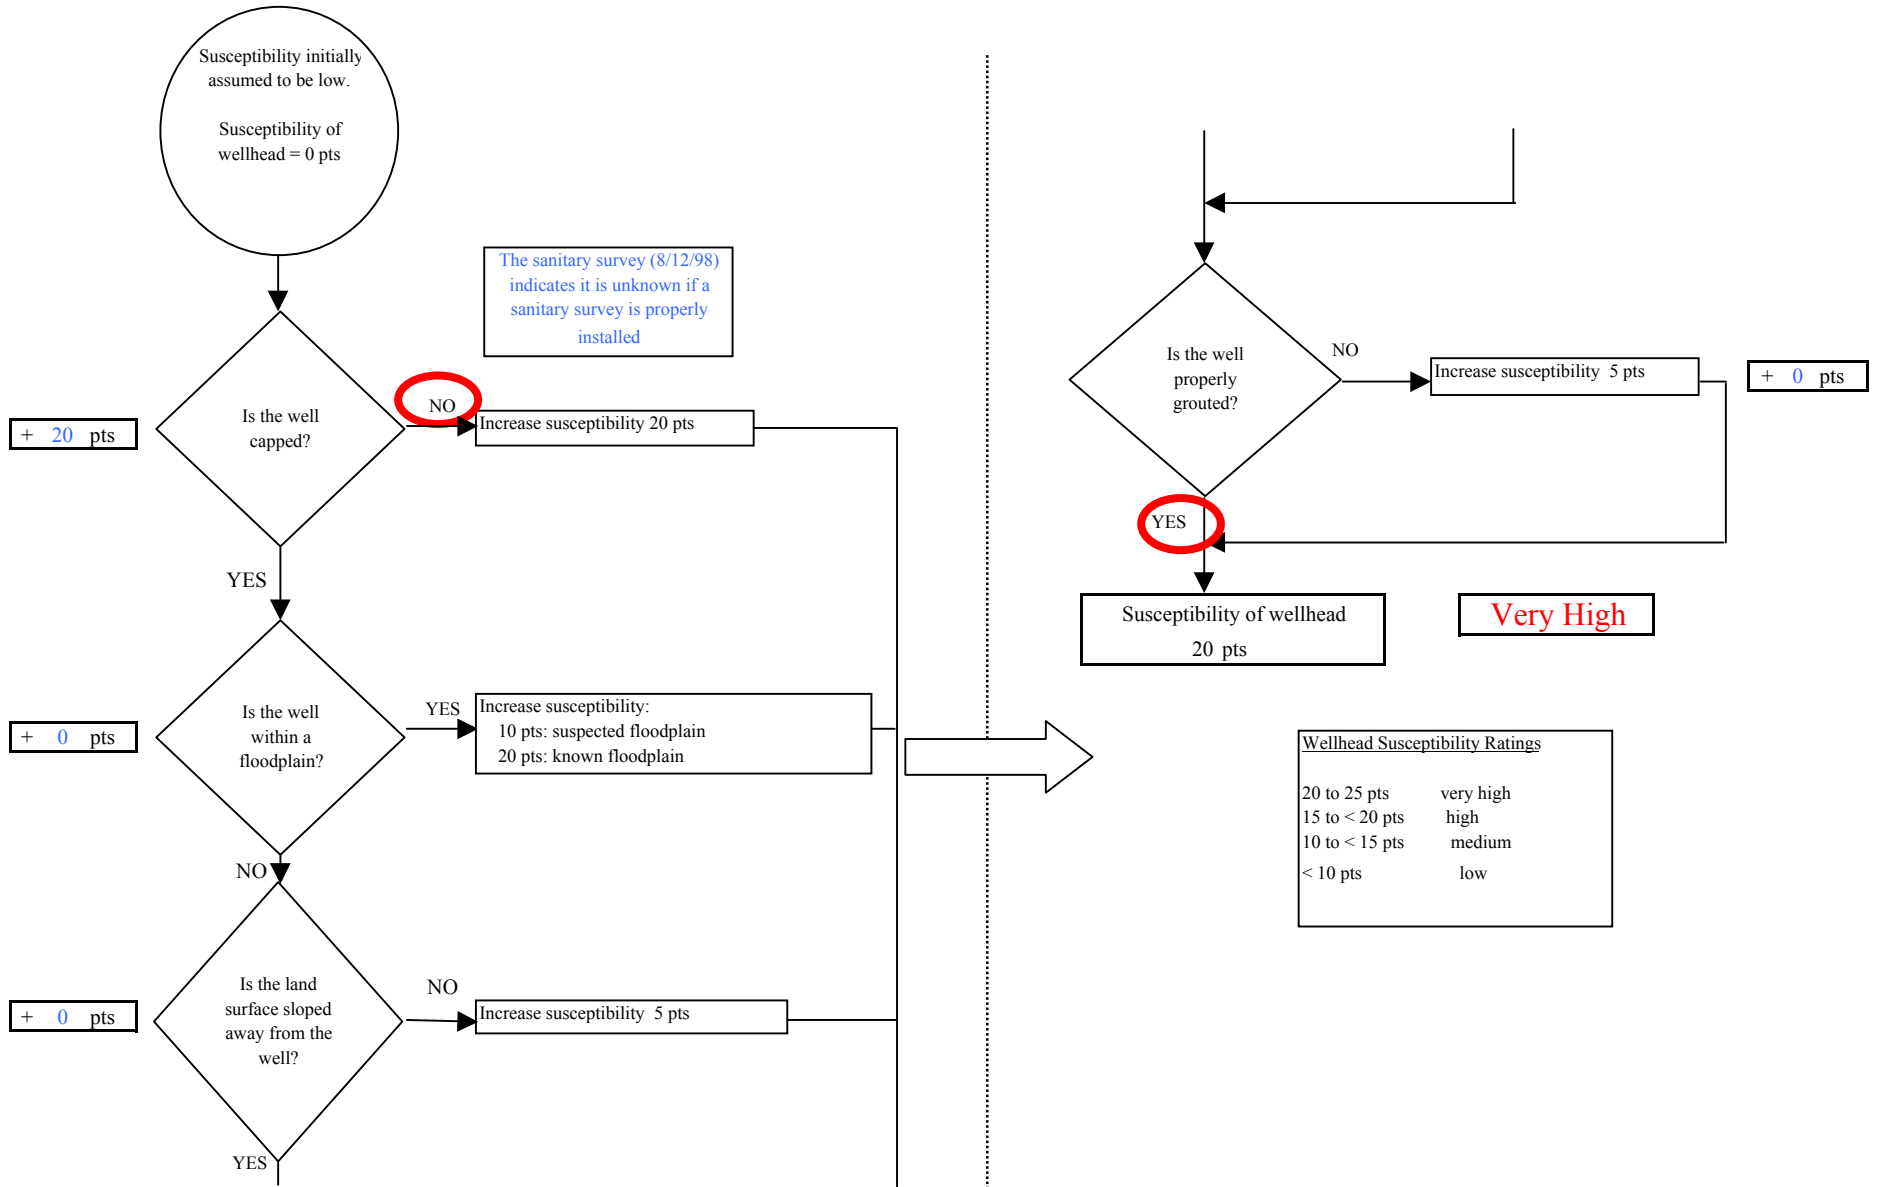 Susceptibility initially
assumed to be low.
Susceptibility of
wellhead = 0 pts
The sanitary survey (8/12/98)
indicates it is unknown if a
sanitary survey is properly
installed
+ 20 pts
Is the well
capped?
NO
Increase susceptibility 20 pts
YES
+ 0 pts
Is the well
within a
floodplain?
YES
Increase susceptibility:
10 pts: suspected floodplain
20 pts: known floodplain
NO
+ 0 pts
Is the land
surface sloped
away from the
well?
NO
Increase susceptibility 5 pts
YES
Is the well
properly
grouted?
NO
Increase susceptibility 5 pts
+ 0 pts
YES
Susceptibility of wellhead
20 pts
Very High
Wellhead Susceptibility Ratings
20 to 25 pts very high
15 to < 20 pts high
10 to < 15 pts medium
< 10 pts low